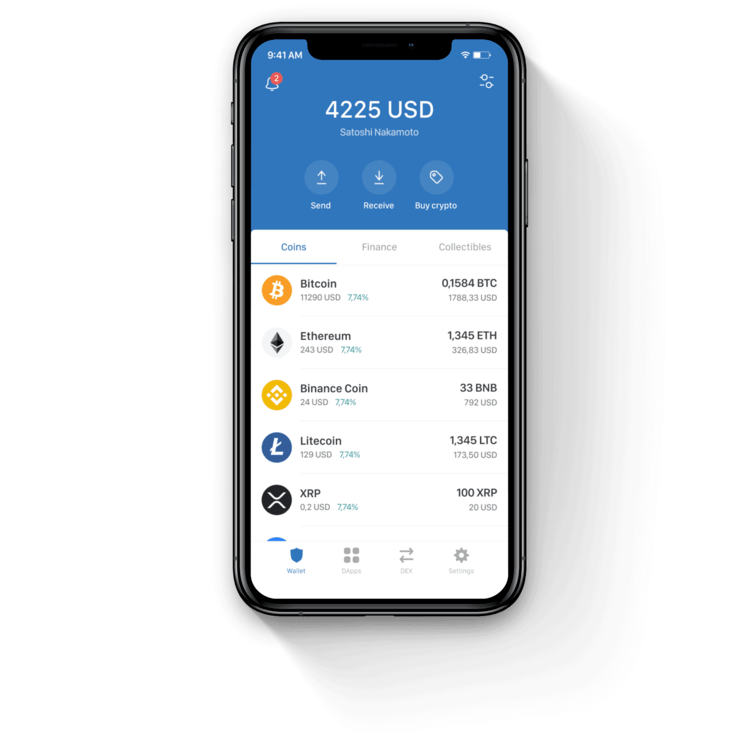 9:41 AM
2
4225 USD
Satoshi Nakamoto
Send
Receive
Buy crypto
Coins
Finance
Collectibles
Bitcoin
0,1584 BTC
11290 USD 7,74%
1788,33 USD
Ethereum
1,345 ETH
243 USD 7,74%
326,83 USD
Binance Coin
33 BNB
24 USD 7,74%
792 USD
Litecoin
1,345 LTC
129 USD 7,74%
173,50 USD
XRP
100 XRP
0,2 USD 7,74%
20 USD
Wallet
DApps
DEX
Settings